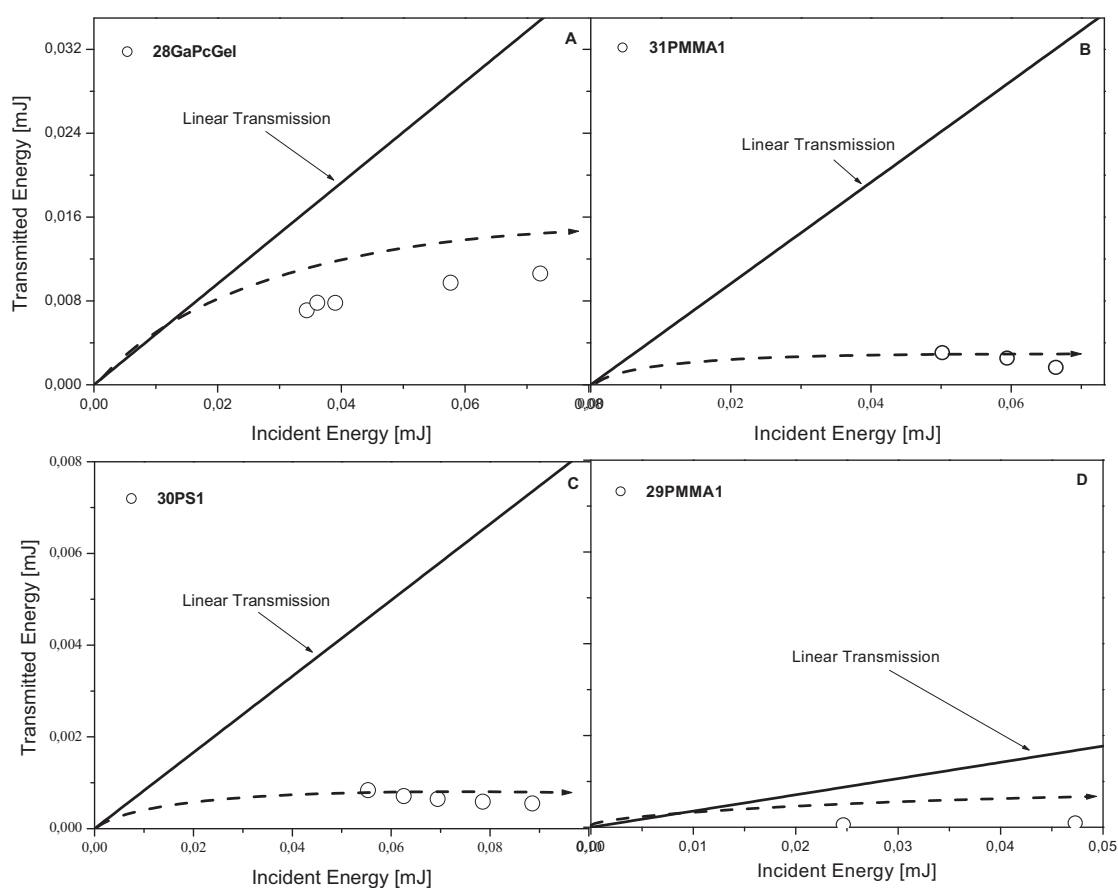 28GaPcGel
A
Linear Transmission
0,032
0,024
0,016
0,008
0,000
Transmitted Energy [mJ]
0,00
0,02
0,04
0,06
Incident Energy [mJ]
31PMMA1
B
Linear Transmission
0,02
0,04
0,06
Incident Energy [mJ]
30PS1
C
Linear Transmission
0,008
0,006
0,004
0,002
0,000
Transmitted Energy [mJ]
0,00
0,02
0,04
0,06
0,08
Incident Energy [mJ]
29PMMA1
D
Linear Transmission
0,01
0,02
0,03
0,04
0,05
Incident Energy [mJ]